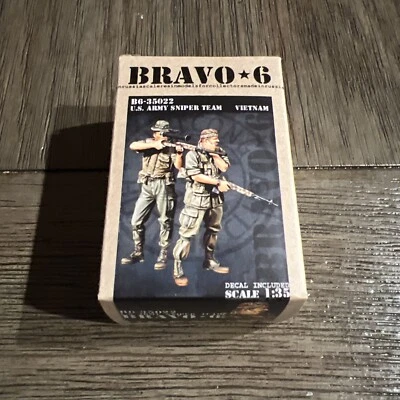 BRAVO★6
B6-35022
U.S. ARMY SNIPER TEAM VIETNAM
DECAL INCLUDED
SCALE 1:35